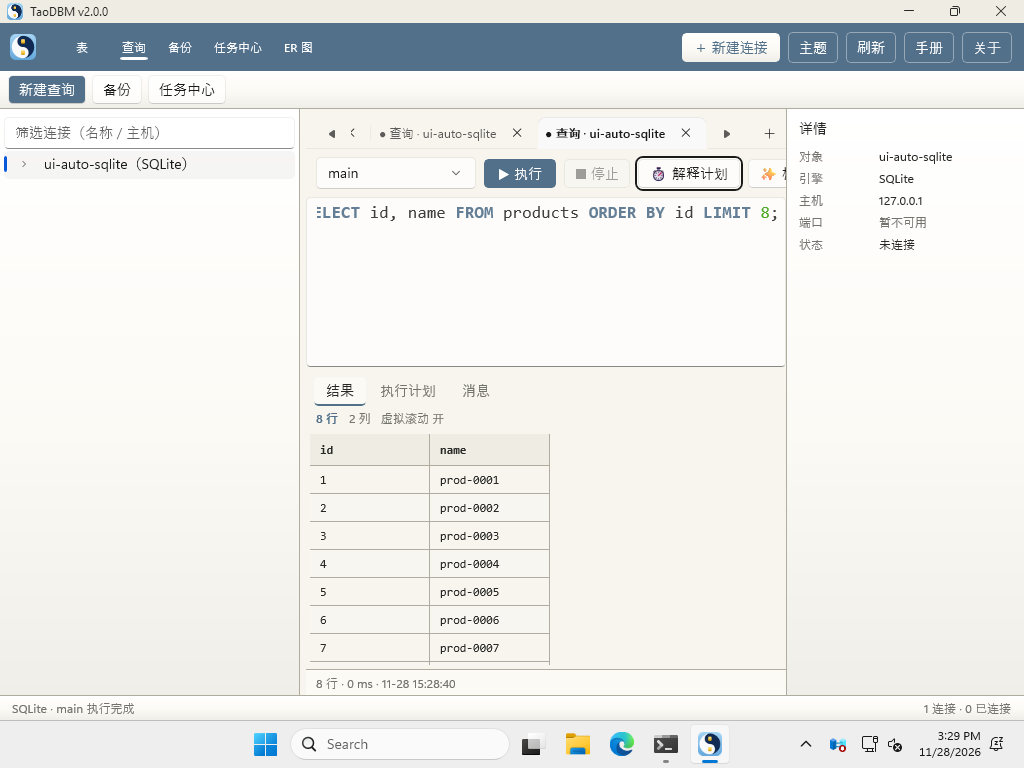 TaoDBM v2.0.0
表 查询 备份 任务中心 ER 图 + 新建连接 主题 刷新 手册 关于
新建查询 备份 任务中心
筛选连接（名称 / 主机）
ui-auto-sqlite（SQLite）
● 查询 · ui-auto-sqlite ● 查询 · ui-auto-sqlite
main 执行 停止 解释计划
ELECT id, name FROM products ORDER BY id LIMIT 8;
结果 执行计划 消息
8 行 2 列 虚拟滚动 开
id name
1 prod-0001
2 prod-0002
3 prod-0003
4 prod-0004
5 prod-0005
6 prod-0006
7 prod-0007
8 行 · 0 ms · 11-28 15:28:40
详情
对象 ui-auto-sqlite
引擎 SQLite
主机 127.0.0.1
端口 暂不可用
状态 未连接
SQLite · main 执行完成
1 连接 · 0 已连接
Search
3:29 PM
11/28/2026